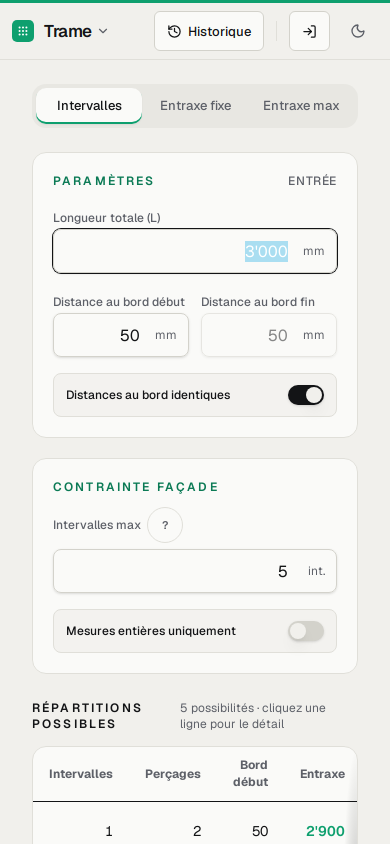 Trame
Historique
Intervalles Entraxe fixe Entraxe max
PARAMÈTRES ENTRÉE
Longueur totale (L)
3'000 mm
Distance au bord début Distance au bord fin
50 mm 50 mm
Distances au bord identiques
CONTRAINTE FAÇADE
Intervalles max ?
5 int.
Mesures entières uniquement
RÉPARTITIONS POSSIBLES
5 possibilités · cliquez une
ligne pour le détail
Intervalles Perçages Bord début Entraxe
1 2 50 2'900